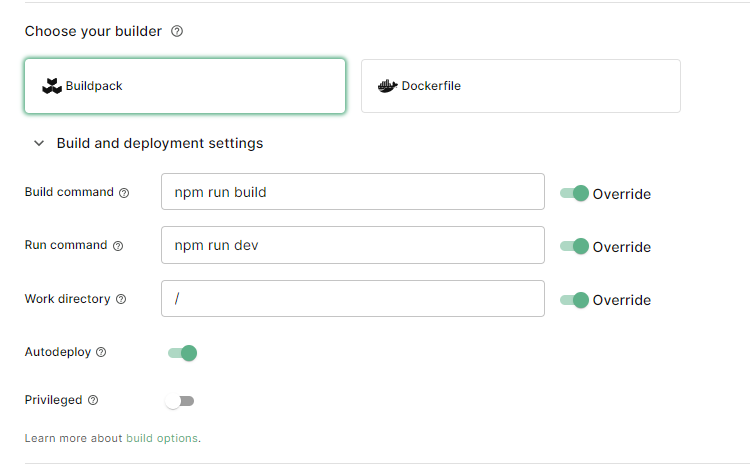 Choose your builder
Buildpack
Dockerfile
Build and deployment settings
Build command
npm run build
Override
Run command
npm run dev
Override
Work directory
/
Override
Autodeploy
Privileged
Learn more about build options.